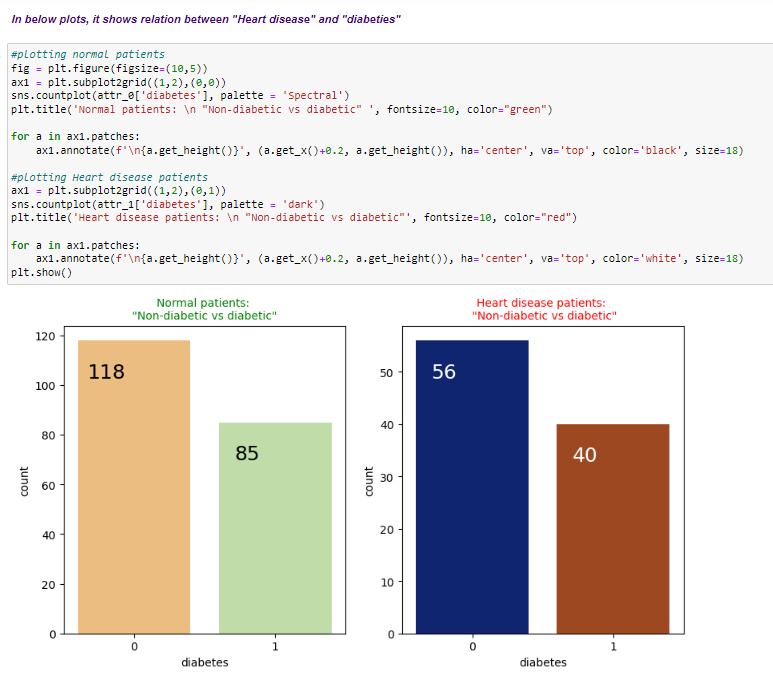 In below plots, it shows relation between "Heart disease" and "diabeties"
#plotting normal patients
fig = plt.figure(figsize=(10,5))
ax1 = plt.subplot2grid((1,2),(0,0))
sns.countplot(attr_0['diabetes'], palette = 'Spectral')
plt.title('Normal patients: \n "Non-diabetic vs diabetic" ', fontsize=10, color="green")
for a in ax1.patches:
    ax1.annotate(f'\n{a.get_height()}', (a.get_x()+0.2, a.get_height()), ha='center', va='top', color='black', size=18)
#plotting Heart disease patients
ax1 = plt.subplot2grid((1,2),(0,1))
sns.countplot(attr_1['diabetes'], palette = 'dark')
plt.title('Heart disease patients: \n "Non-diabetic vs diabetic"', fontsize=10, color="red")
for a in ax1.patches:
    ax1.annotate(f'\n{a.get_height()}', (a.get_x()+0.2, a.get_height()), ha='center', va='top', color='white', size=18)
plt.show()
Normal patients:
"Non-diabetic vs diabetic"
120
100
80
60
40
20
0
count
118
85
0 1
diabetes
Heart disease patients:
"Non-diabetic vs diabetic"
50
40
30
20
10
0
count
56
40
0 1
diabetes